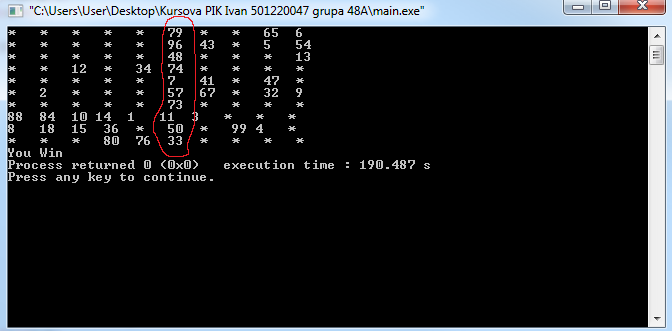 "C:\Users\User\Desktop\Kursova PIK Ivan 501220047 grupa 48A\main.exe"
* * * * * 79 * * 65 6
* * * * * 96 43 * 5 54
* * * * * 48 * * * 13
* * 12 * 34 74 * * * *
* * * * * 7 41 * 47 *
* 2 * * * 57 67 * 32 9
* * * * * 73 * * * *
88 84 10 14 1 11 3 * * *
8 18 15 36 * 50 * 99 4 *
* * * 80 76 33 * * * *
You Win
Process returned 0 (0x0) execution time : 190.487 s
Press any key to continue.